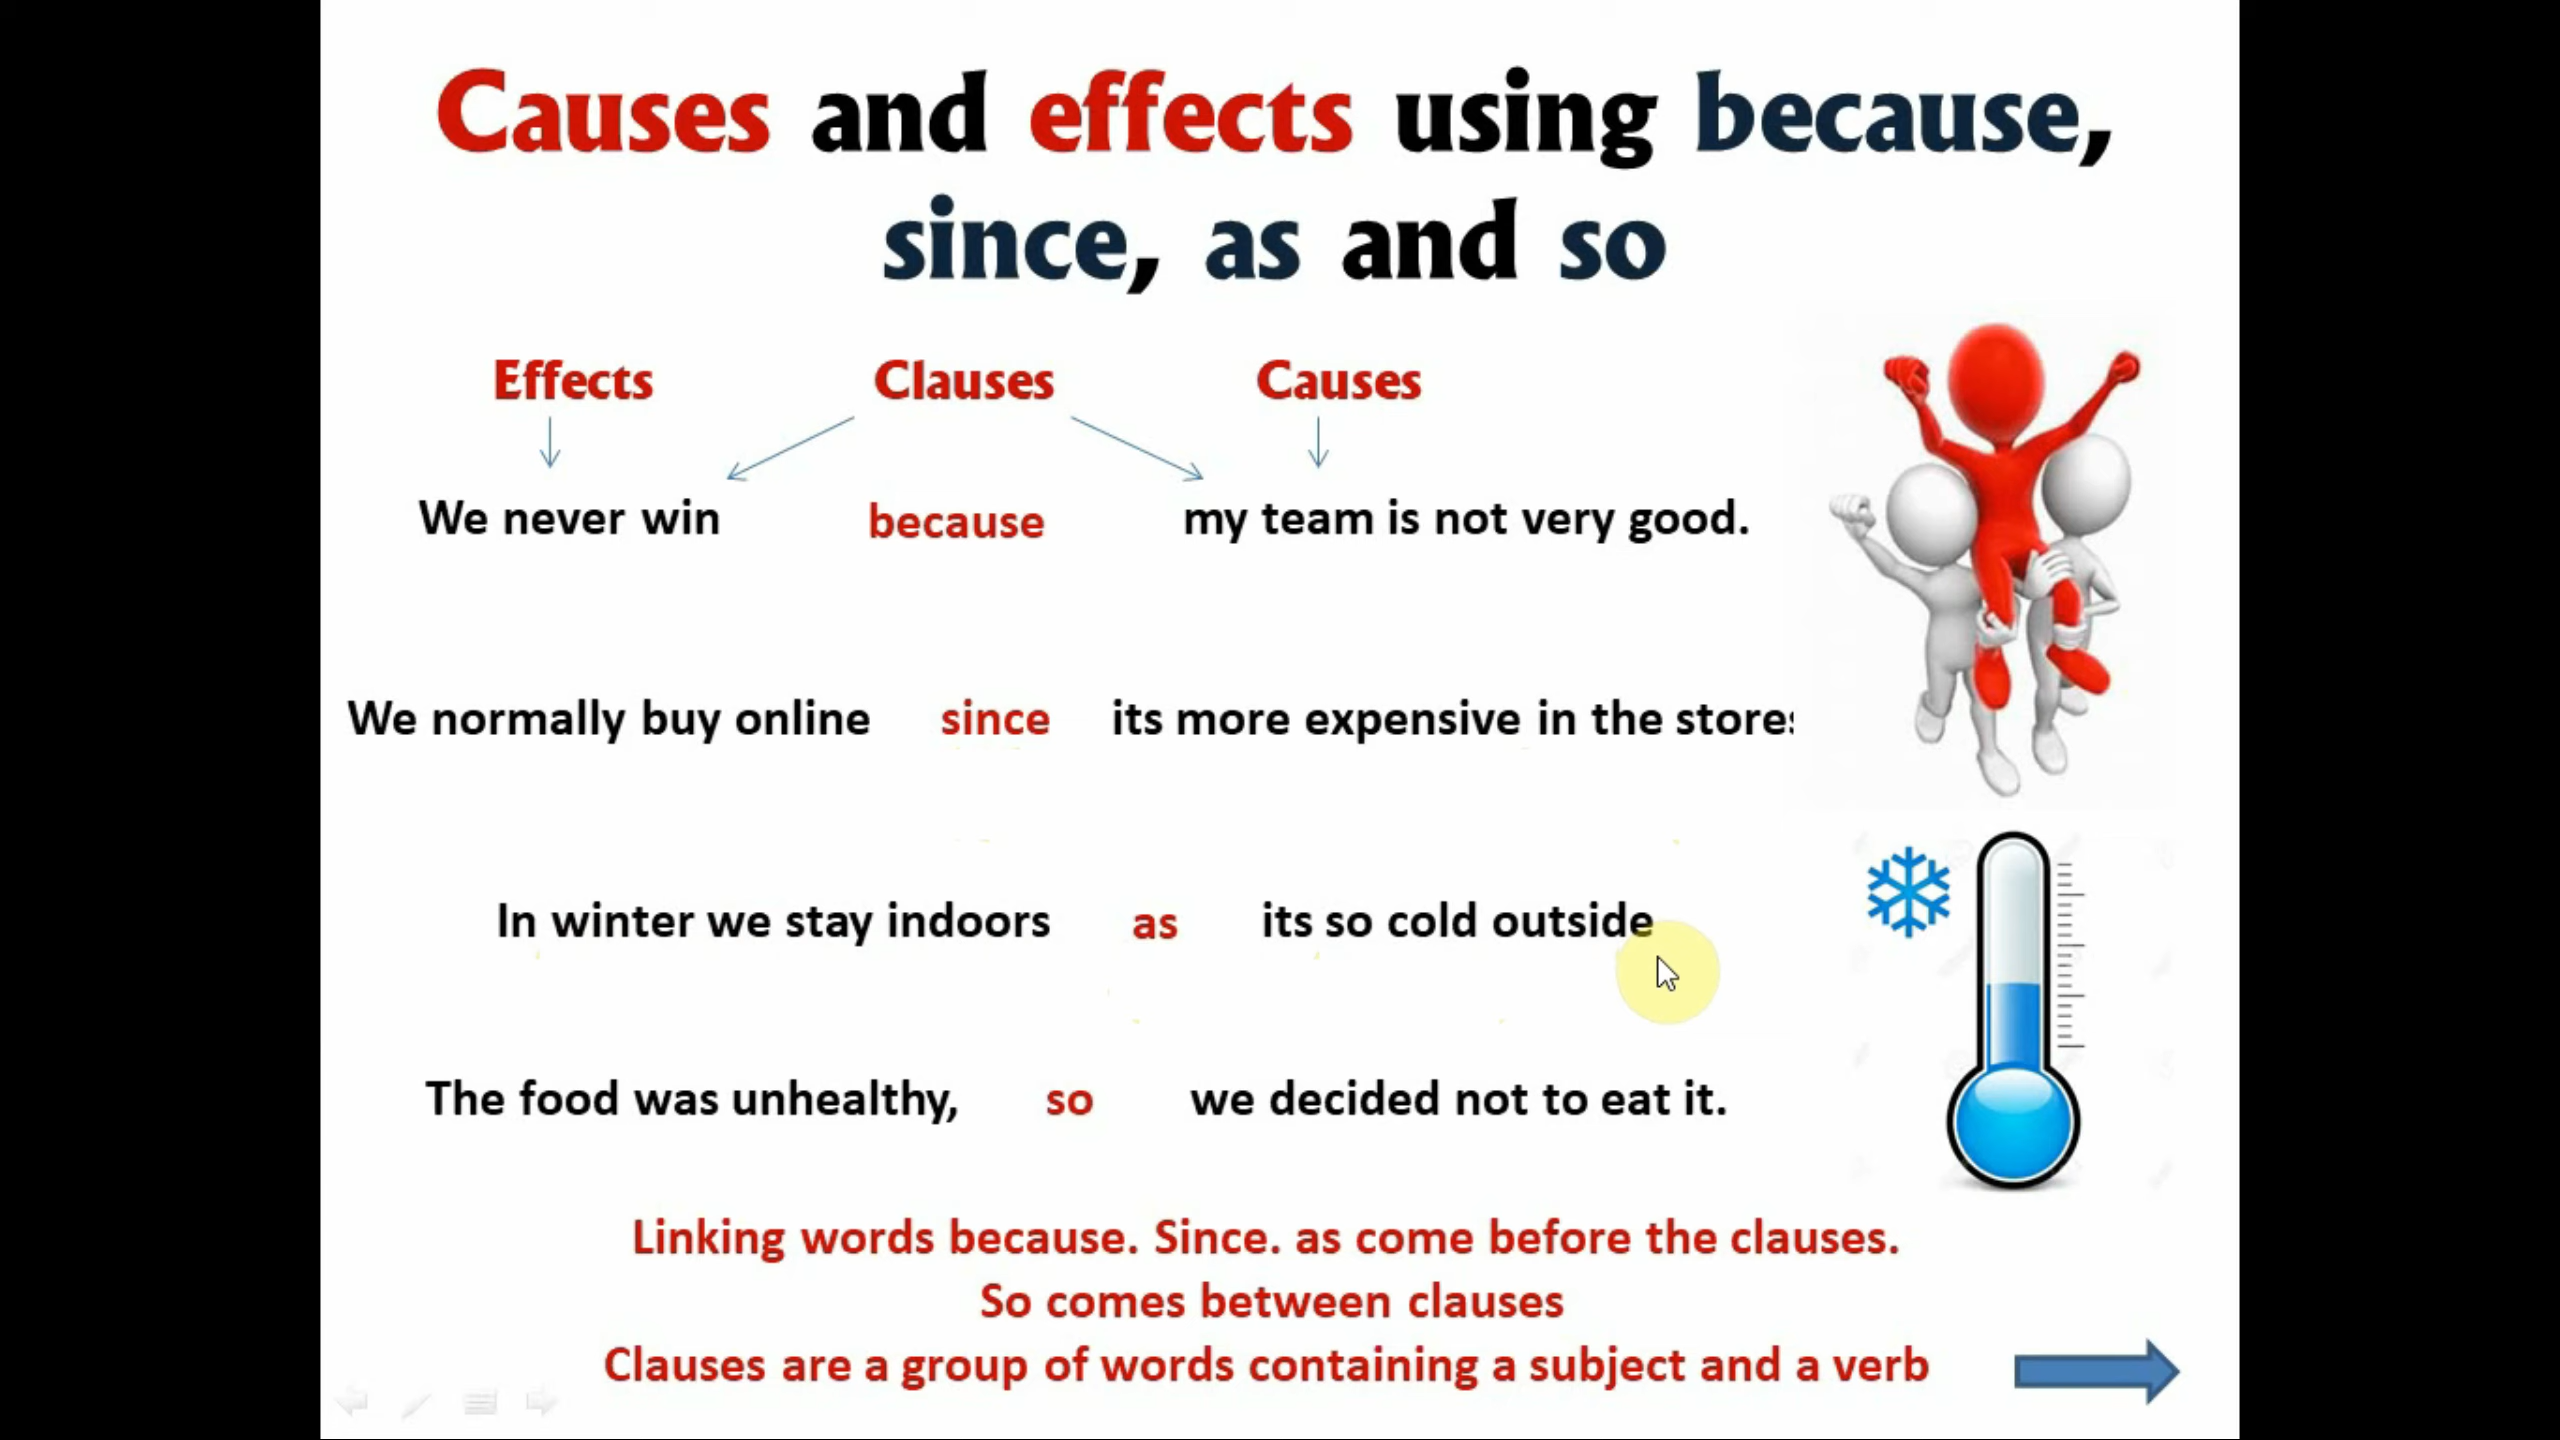 Causes and effects using because,
since, as and so
Effects Clauses Causes
We never win because my team is not very good.
We normally buy online since its more expensive in the stores
In winter we stay indoors as its so cold outside
The food was unhealthy, so we decided not to eat it.
Linking words because. Since. as come before the clauses.
So comes between clauses
Clauses are a group of words containing a subject and a verb